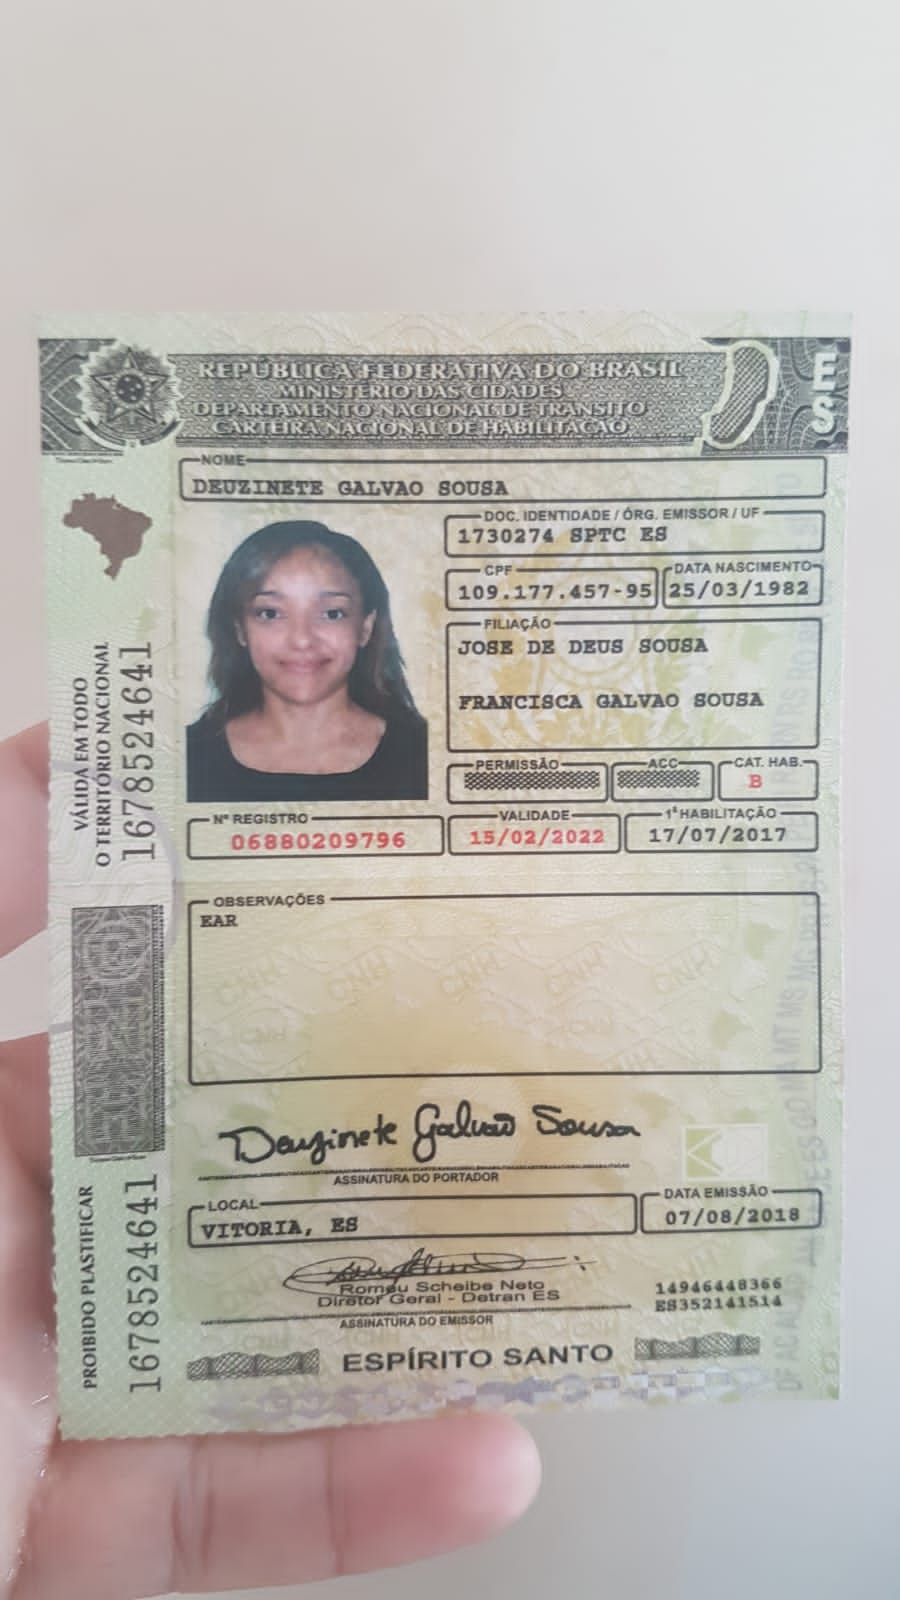 REPÚBLICA FEDERATIVA DO BRASIL
MINISTÉRIO DAS CIDADES
DEPARTAMENTO NACIONAL DE TRÂNSITO
CARTEIRA NACIONAL DE HABILITAÇÃO
ES
NOME
DEUZINETE GALVAO SOUSA
DOC. IDENTIDADE / ÓRG. EMISSOR / UF
1730274 SPTC ES
CPF
109.177.457-95
DATA NASCIMENTO
25/03/1982
FILIAÇÃO
JOSE DE DEUS SOUSA
FRANCISCA GALVAO SOUSA
PERMISSÃO
ACC
CAT. HAB.
B
Nº REGISTRO
06880209796
VALIDADE
15/02/2022
1ª HABILITAÇÃO
17/07/2017
VÁLIDA EM TODO
O TERRITÓRIO NACIONAL
1678524641
OBSERVAÇÕES
EAR
Deuzinete Galvão Sousa
ASSINATURA DO PORTADOR
LOCAL
VITORIA, ES
DATA EMISSÃO
07/08/2018
Romeu Scheibe Neto
Diretor Geral - Detran ES
14946448366
ES352141514
ASSINATURA DO EMISSOR
ESPÍRITO SANTO
PROIBIDO PLASTIFICAR
1678524641